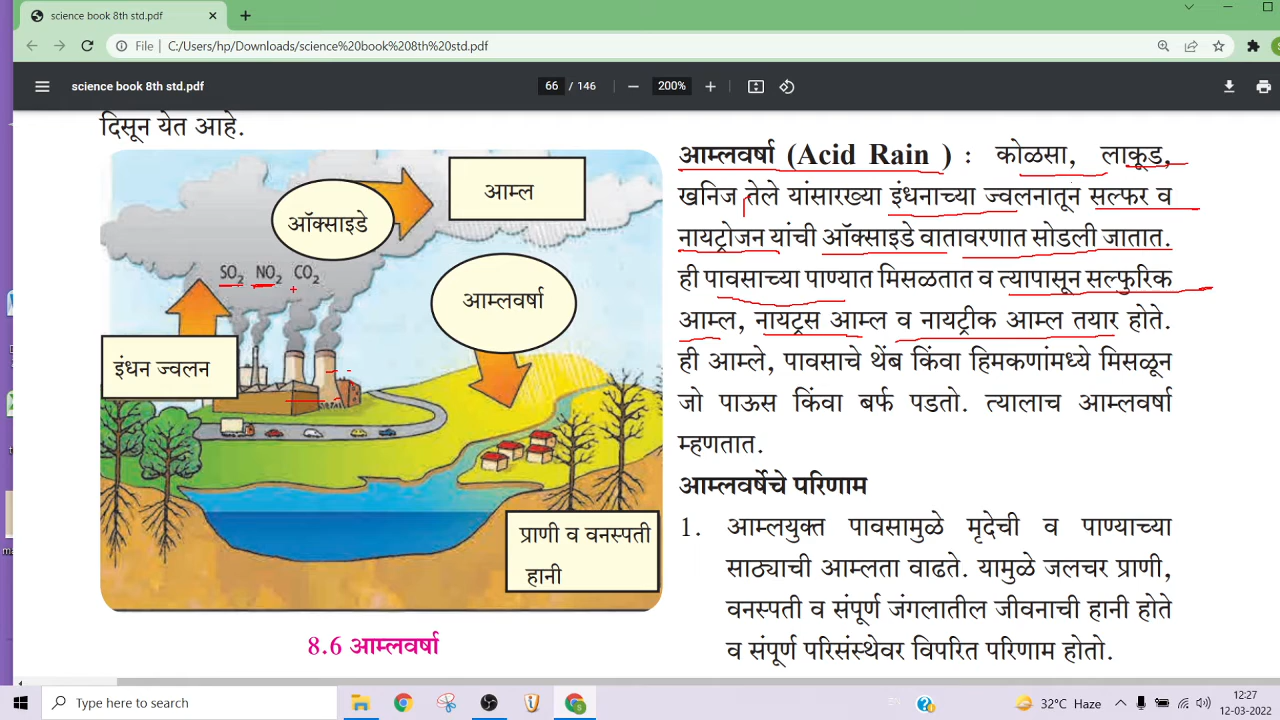 science book 8th std.pdf
File | C:/Users/hp/Downloads/science%20book%208th%20std.pdf
science book 8th std.pdf
66 / 146
200%
दिसून येत आहे.
आम्ल
ऑक्साइडे
SO2 NO2 CO2
आम्लवर्षा
इंधन ज्वलन
प्राणी व वनस्पती
हानी
8.6 आम्लवर्षा
आम्लवर्षा (Acid Rain ) : कोळसा, लाकूड,
खनिज तेले यांसारख्या इंधनाच्या ज्वलनातून सल्फर व
नायट्रोजन यांची ऑक्साइडे वातावरणात सोडली जातात.
ही पावसाच्या पाण्यात मिसळतात व त्यापासून सल्फुरिक
आम्ल, नायट्रस आम्ल व नायट्रीक आम्ल तयार होते.
ही आम्ले, पावसाचे थेंब किंवा हिमकणांमध्ये मिसळून
जो पाऊस किंवा बर्फ पडतो. त्यालाच आम्लवर्षा
म्हणतात.
आम्लवर्षेचे परिणाम
1. आम्लयुक्त पावसामुळे मृदेची व पाण्याच्या
साठ्याची आम्लता वाढते. यामुळे जलचर प्राणी,
वनस्पती व संपूर्ण जंगलातील जीवनाची हानी होते
व संपूर्ण परिसंस्थेवर विपरित परिणाम होतो.
Type here to search
32°C Haze
12:27
12-03-2022